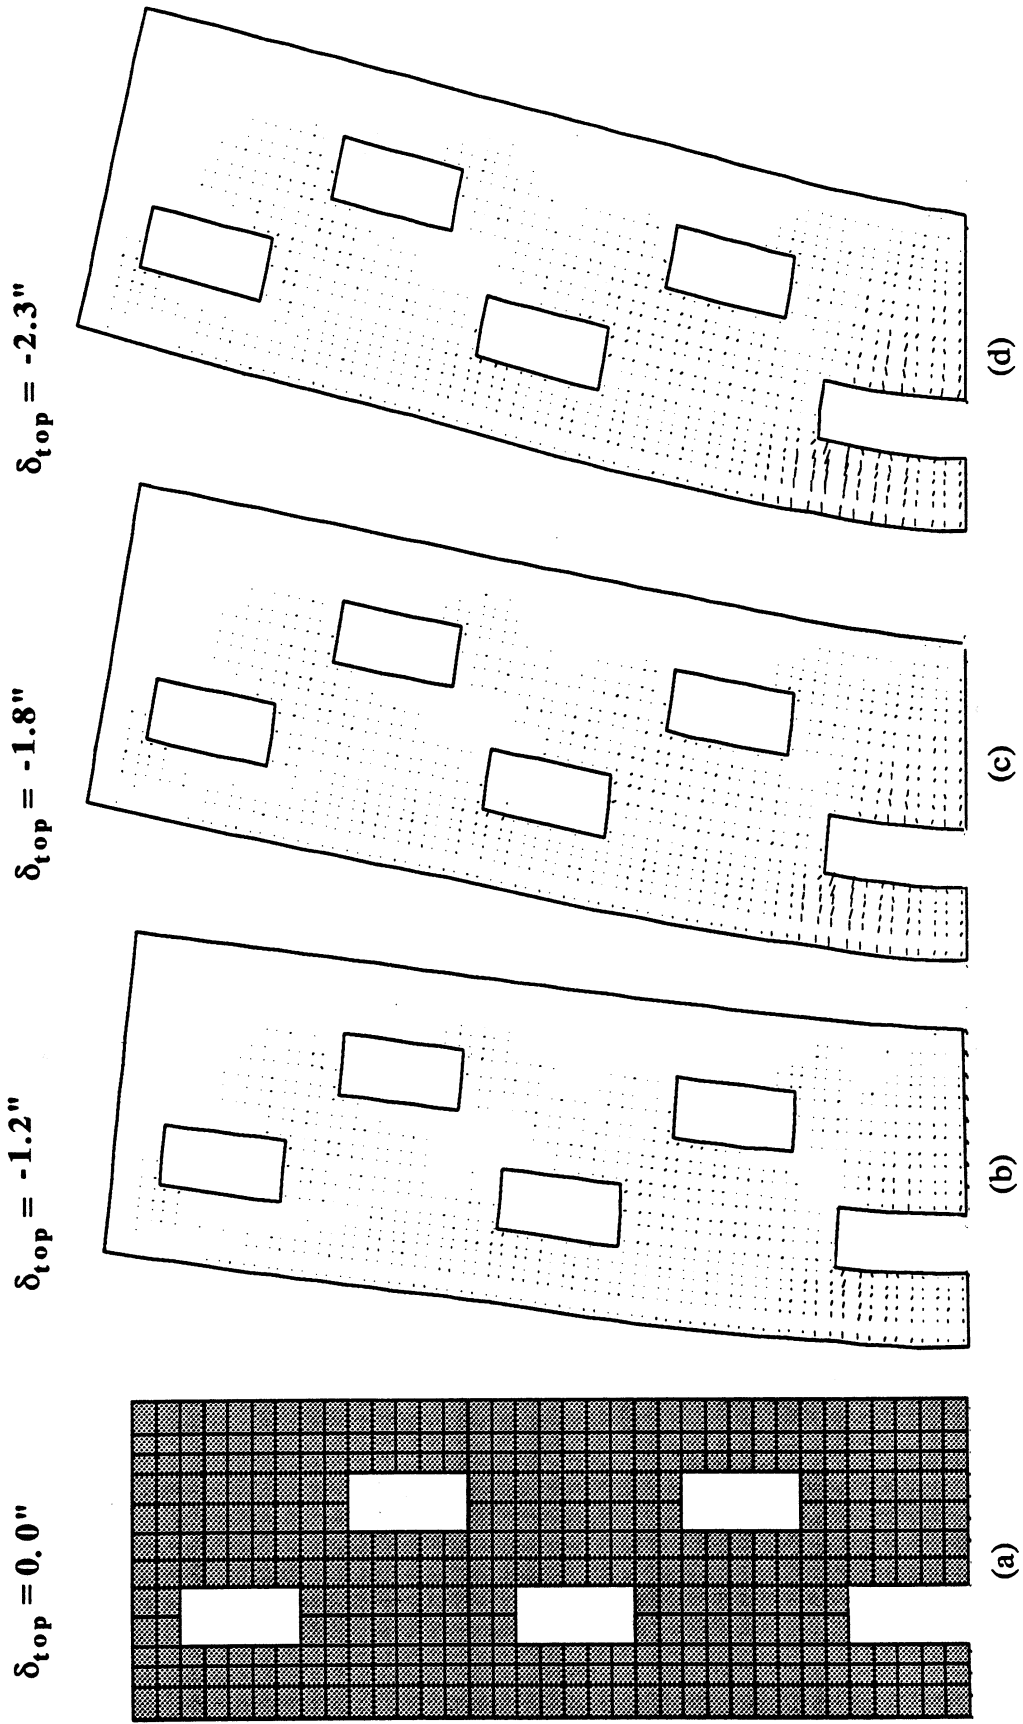 δtop = 0.0"
δtop = -1.2"
δtop = -1.8"
δtop = -2.3"
(a)
(b)
(c)
(d)